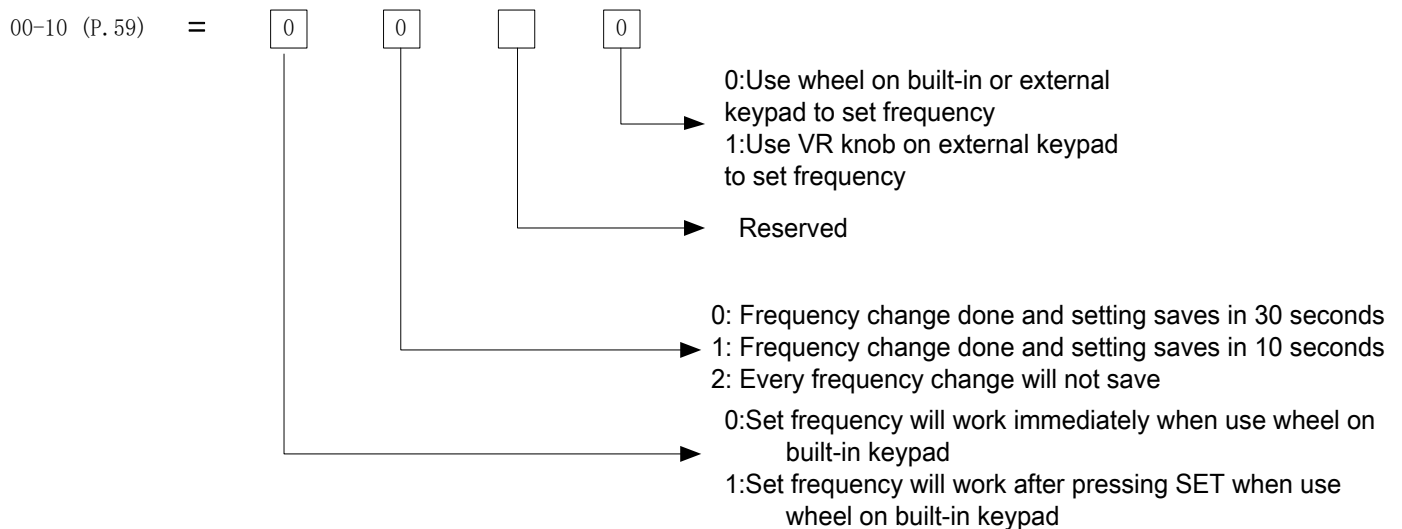 00-10 (P.59) = 0 0 0
0:Use wheel on built-in or external
keypad to set frequency
1:Use VR knob on external keypad
to set frequency
Reserved
0: Frequency change done and setting saves in 30 seconds
1: Frequency change done and setting saves in 10 seconds
2: Every frequency change will not save
0:Set frequency will work immediately when use wheel on
built-in keypad
1:Set frequency will work after pressing SET when use
wheel on built-in keypad